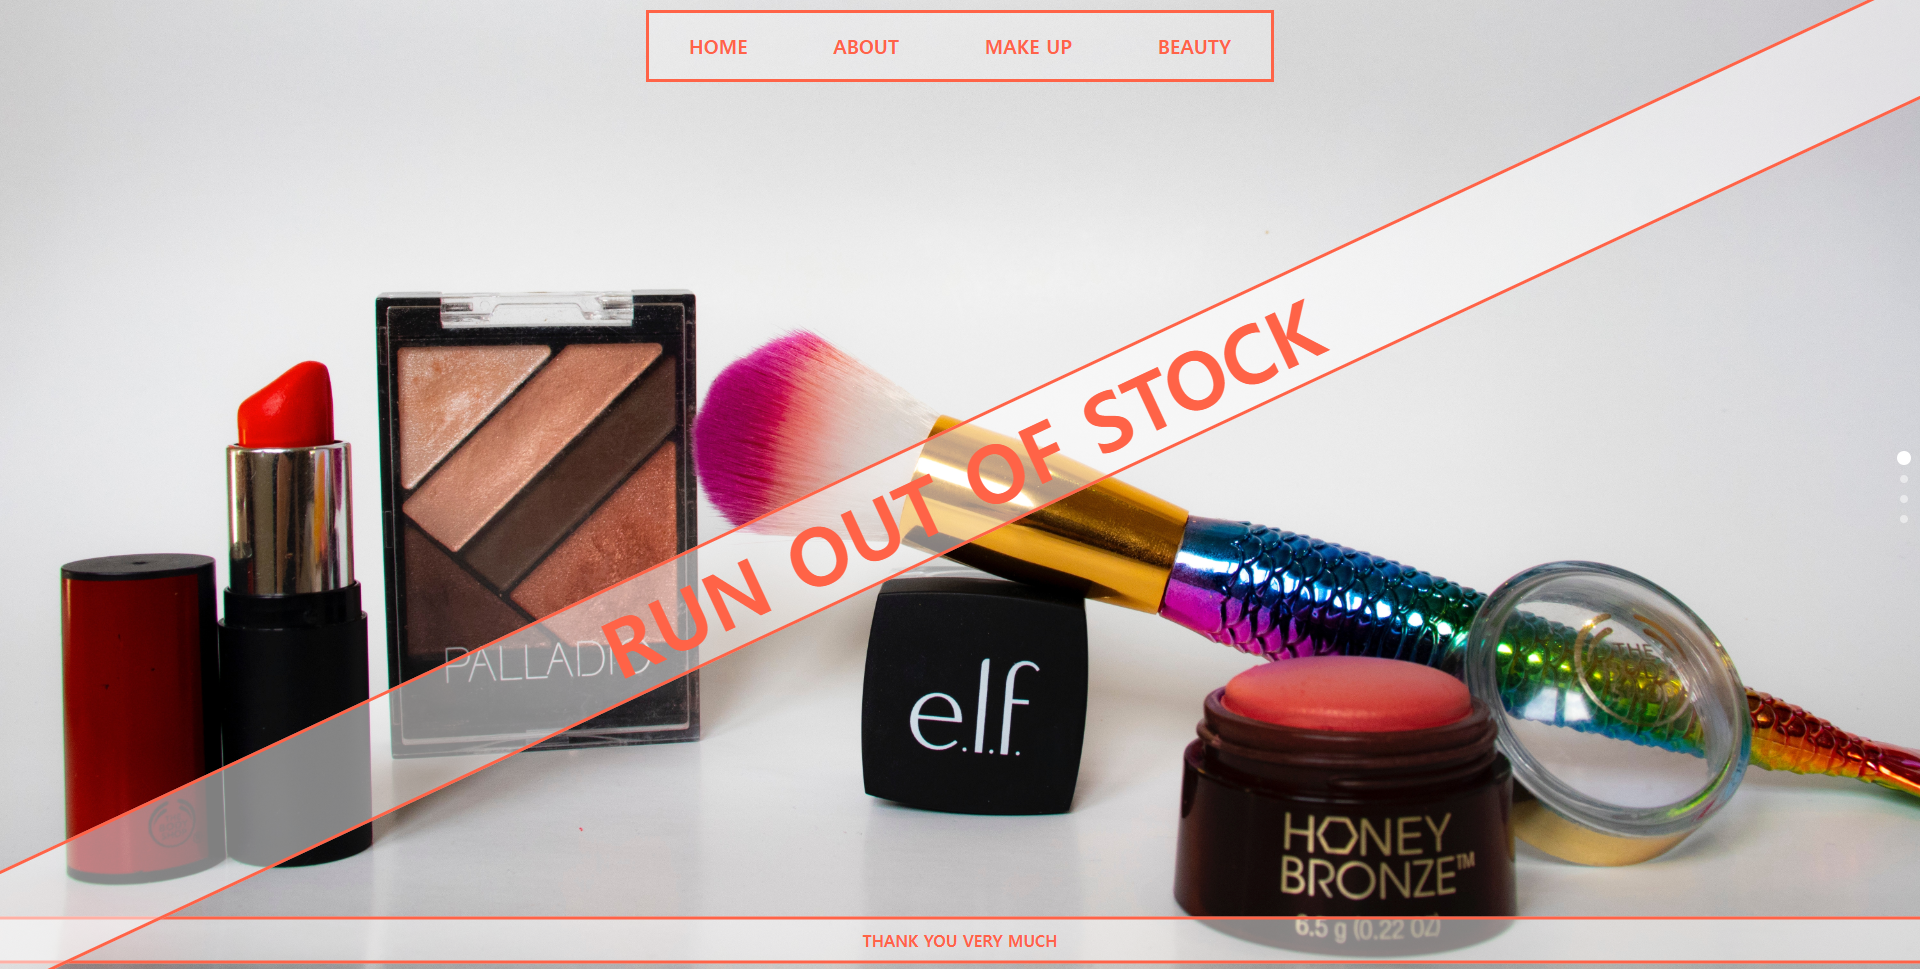 HOME ABOUT MAKE UP BEAUTY
RUN OUT OF STOCK
PALLADIO
e.l.f.
THE
HONEY
BRONZE™
6.5 g (0.22 OZ)
THANK YOU VERY MUCH